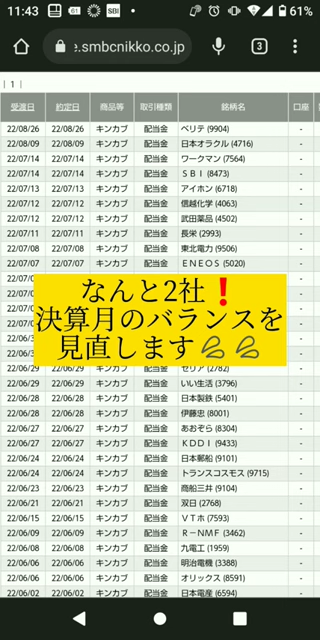 11:43 61 SBI 61%
e.smbcnikko.co.jp 3
| 1 |
受渡日 約定日 商品等 取引種類 銘柄名 口座
22/08/26 22/08/26 キンカブ 配当金 ベリテ (9904) -
22/08/09 22/08/09 キンカブ 配当金 日本オラクル (4716) -
22/07/14 22/07/14 キンカブ 配当金 ワークマン (7564) -
22/07/14 22/07/14 キンカブ 配当金 ＳＢＩ (8473) -
22/07/13 22/07/13 キンカブ 配当金 アイホン (6718) -
22/07/12 22/07/12 キンカブ 配当金 信越化学 (4063) -
22/07/12 22/07/12 キンカブ 配当金 武田薬品 (4502) -
22/07/11 22/07/11 キンカブ 配当金 長栄 (2993) -
22/07/08 22/07/08 キンカブ 配当金 東北電力 (9506) -
22/07/07 22/07/07 キンカブ 配当金 ＥＮＥＯＳ (5020) -
なんと2社❗
決算月のバランスを
見直します💪💪
22/06/29 22/06/29 キンカブ 配当金 セリア (2782) -
22/06/29 22/06/29 キンカブ 配当金 いい生活 (3796) -
22/06/28 22/06/28 キンカブ 配当金 日本製鉄 (5401) -
22/06/28 22/06/28 キンカブ 配当金 伊藤忠 (8001) -
22/06/27 22/06/27 キンカブ 配当金 あおぞら (8304) -
22/06/27 22/06/27 キンカブ 配当金 ＫＤＤＩ (9433) -
22/06/24 22/06/24 キンカブ 配当金 日本郵船 (9101) -
22/06/24 22/06/24 キンカブ 配当金 トランスコスモス (9715) -
22/06/23 22/06/23 キンカブ 配当金 商船三井 (9104) -
22/06/21 22/06/21 キンカブ 配当金 双日 (2768) -
22/06/15 22/06/15 キンカブ 配当金 ＶＴホ (7593) -
22/06/09 22/06/09 キンカブ 配当金 Ｒ－ＮＭＦ (3462) -
22/06/08 22/06/08 キンカブ 配当金 九電工 (1959) -
22/06/06 22/06/06 キンカブ 配当金 明治電機 (3388) -
22/06/06 22/06/06 キンカブ 配当金 オリックス (8591) -
22/06/02 22/06/02 キンカブ 配当金 日本電産 (6594) -